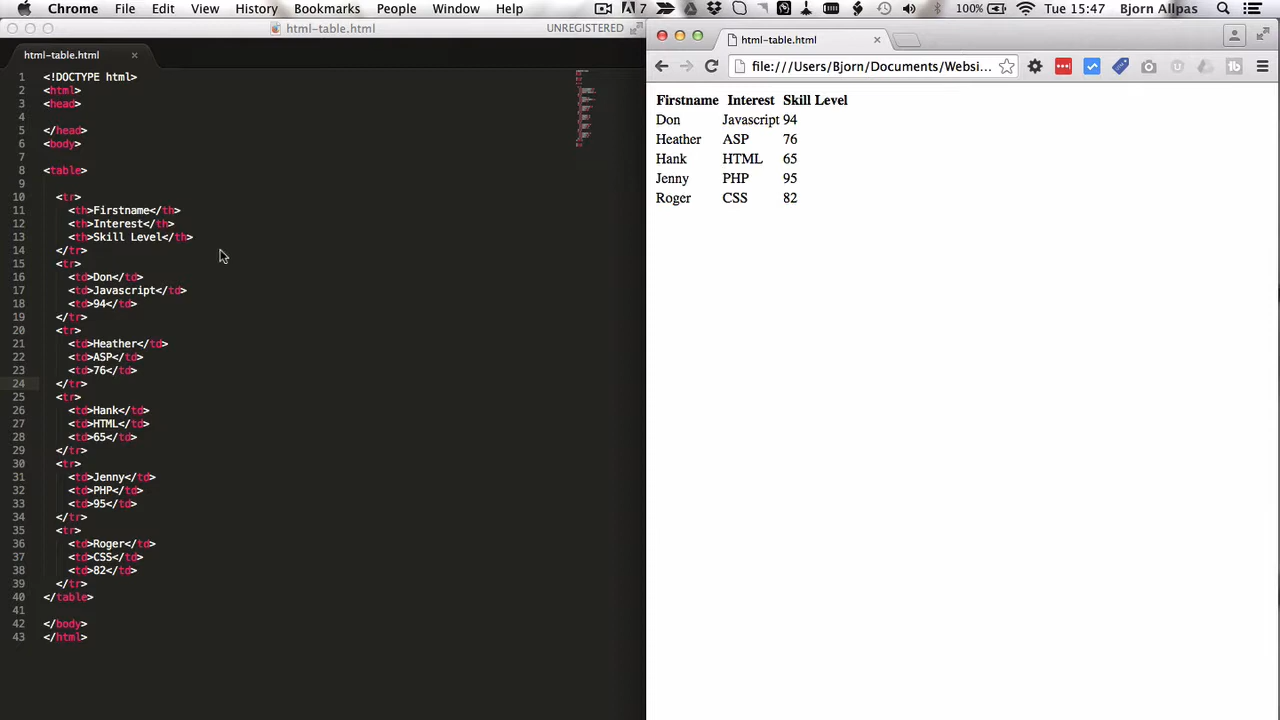 Chrome File Edit View History Bookmarks People Window Help 7 100% Tue 15:47 Bjorn Allpas
html-table.html UNREGISTERED
html-table.html
1 <!DOCTYPE html>
2 <html>
3 <head>
4
5 </head>
6 <body>
7
8 <table>
9
10 <tr>
11 <th>Firstname</th>
12 <th>Interest</th>
13 <th>Skill Level</th>
14 </tr>
15 <tr>
16 <td>Don</td>
17 <td>Javascript</td>
18 <td>94</td>
19 </tr>
20 <tr>
21 <td>Heather</td>
22 <td>ASP</td>
23 <td>76</td>
24 </tr>
25 <tr>
26 <td>Hank</td>
27 <td>HTML</td>
28 <td>65</td>
29 </tr>
30 <tr>
31 <td>Jenny</td>
32 <td>PHP</td>
33 <td>95</td>
34 </tr>
35 <tr>
36 <td>Roger</td>
37 <td>CSS</td>
38 <td>82</td>
39 </tr>
40 </table>
41
42 </body>
43 </html>
html-table.html
file:///Users/Bjorn/Documents/Websi...
Firstname Interest Skill Level
Don Javascript 94
Heather ASP 76
Hank HTML 65
Jenny PHP 95
Roger CSS 82